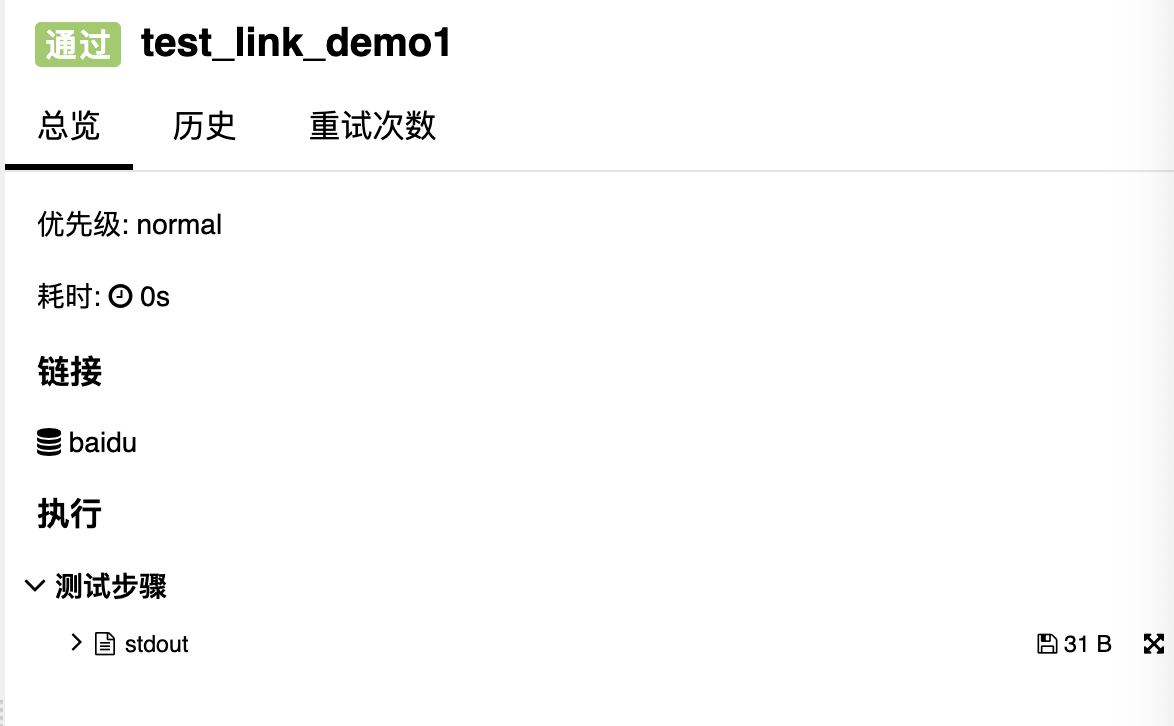 通过 test_link_demo1
总览 历史 重试次数
优先级: normal
耗时: 0s
链接
baidu
执行
测试步骤
stdout 31 B